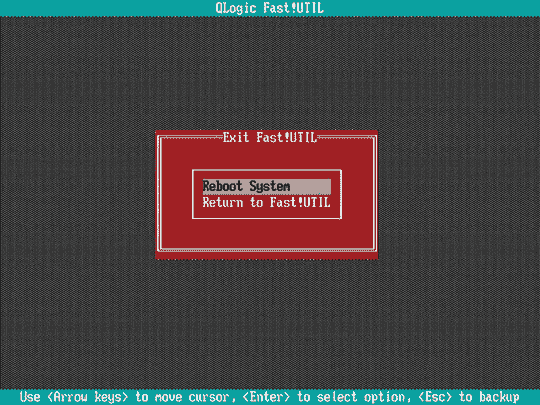 QLogic Fast!UTIL
Exit Fast!UTIL
Reboot System
Return to Fast!UTIL
Use <Arrow keys> to move cursor, <Enter> to select option, <Esc> to backup